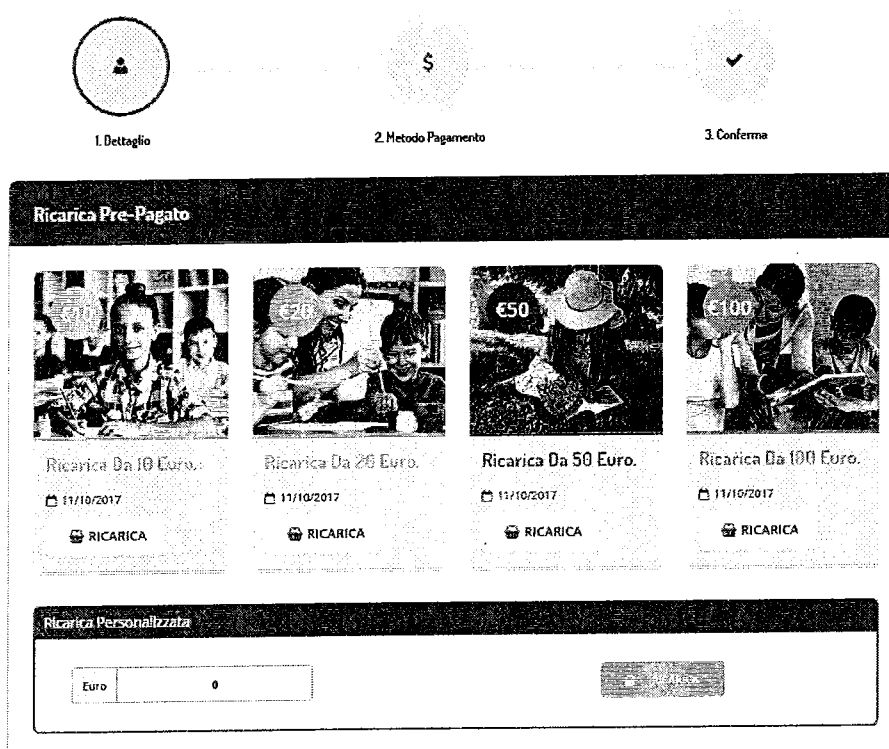 $
1. Dettaglio
2. Metodo Pagamento
3. Conferma
Ricarica Pre-Pagato
€10 €20 €50 €100
Ricarica Da 10 Euro. Ricarica Da 20 Euro. Ricarica Da 50 Euro. Ricarica Da 100 Euro.
11/10/2017 11/10/2017 11/10/2017 11/10/2017
RICARICA RICARICA RICARICA RICARICA
Ricarica Personalizzata
Euro 0